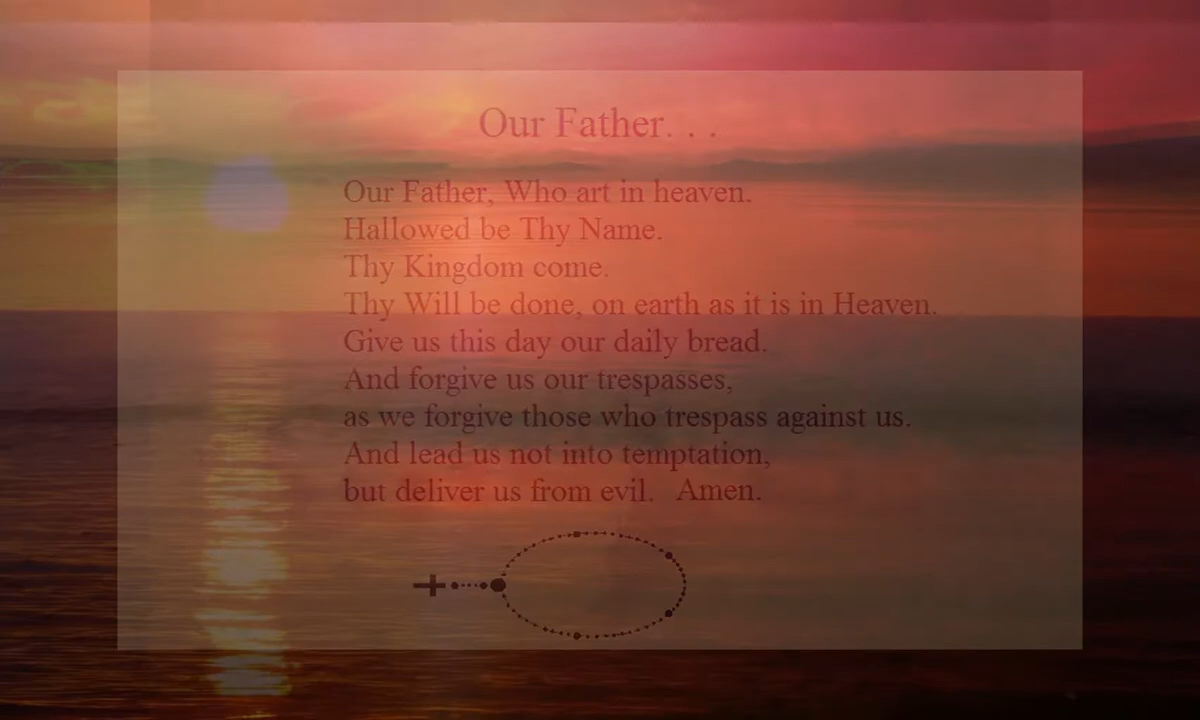 Our Father. . .
Our Father, Who art in heaven.
Hallowed be Thy Name.
Thy Kingdom come.
Thy Will be done, on earth as it is in Heaven.
Give us this day our daily bread.
And forgive us our trespasses,
as we forgive those who trespass against us.
And lead us not into temptation,
but deliver us from evil. Amen.